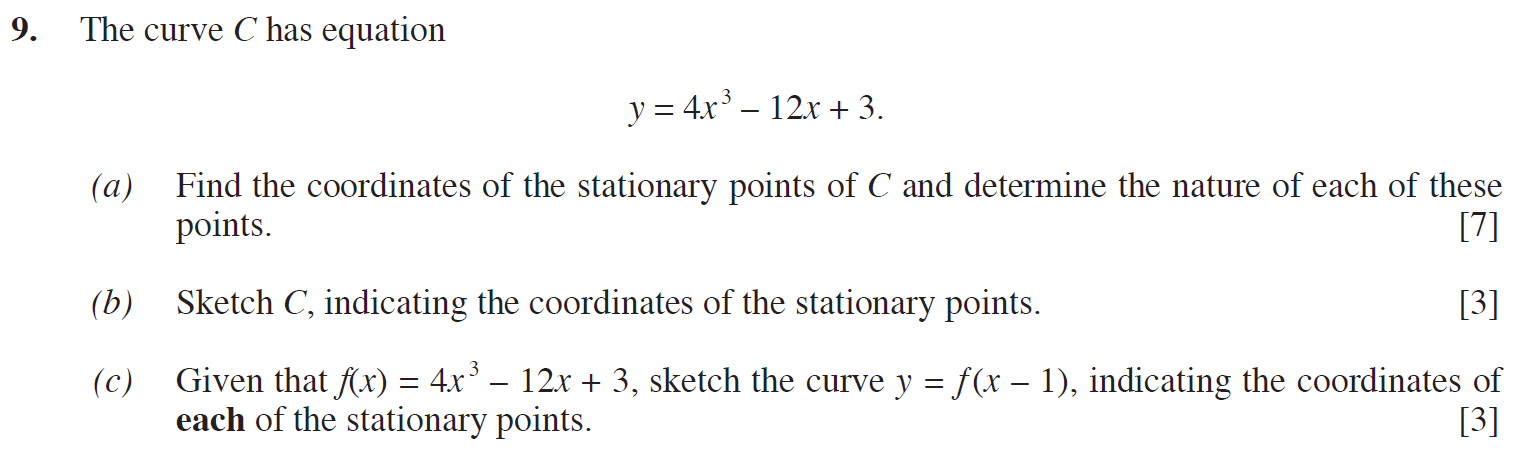 9. The curve C has equation
y = 4x³ – 12x + 3.
(a) Find the coordinates of the stationary points of C and determine the nature of each of these
points. [7]
(b) Sketch C, indicating the coordinates of the stationary points. [3]
(c) Given that f(x) = 4x³ – 12x + 3, sketch the curve y = f(x – 1), indicating the coordinates of
each of the stationary points. [3]